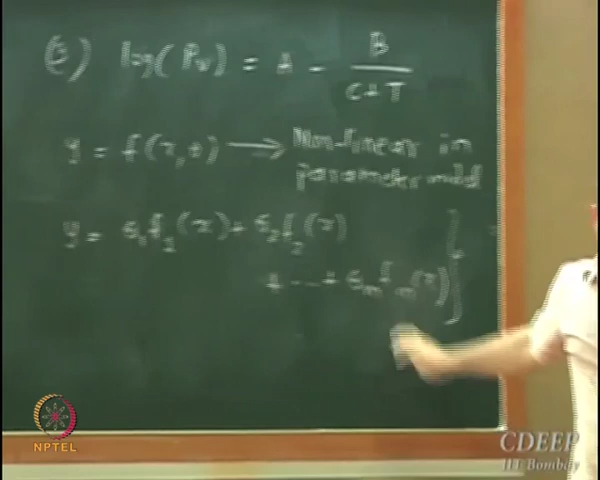 e) log(Pv) = A - B / (C+T)
y = f(x,θ) → Non-linear in
parameter model
y = θ₁f₁(x) + θ₂f₂(x)
+ --- + θₘfₘ(x)
NPTEL
CDEEP
IIT Bombay